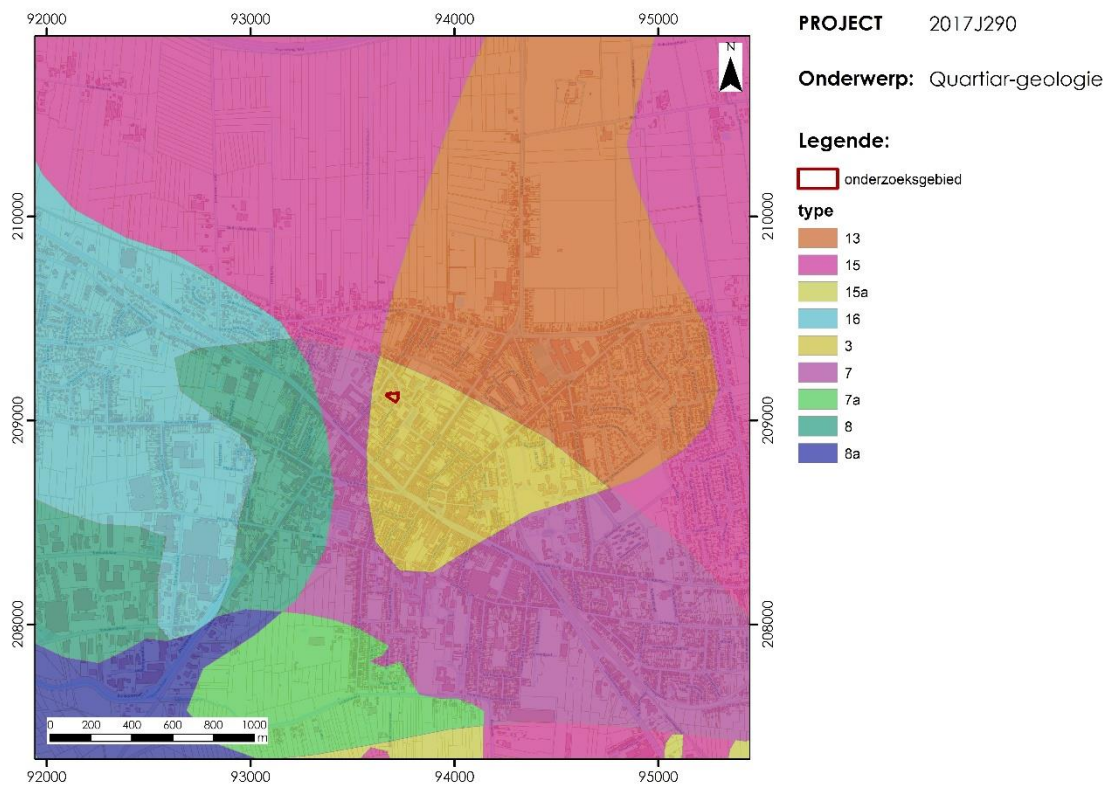 92000 93000 94000 95000
PROJECT 2017J290
Onderwerp: Quartiar-geologie
N
Legende:
onderzoeksgebied
type
13
15
15a
16
3
7
7a
8
8a
210000 210000
209000 209000
208000 208000
0 200 400 600 800 1000
m
92000 93000 94000 95000